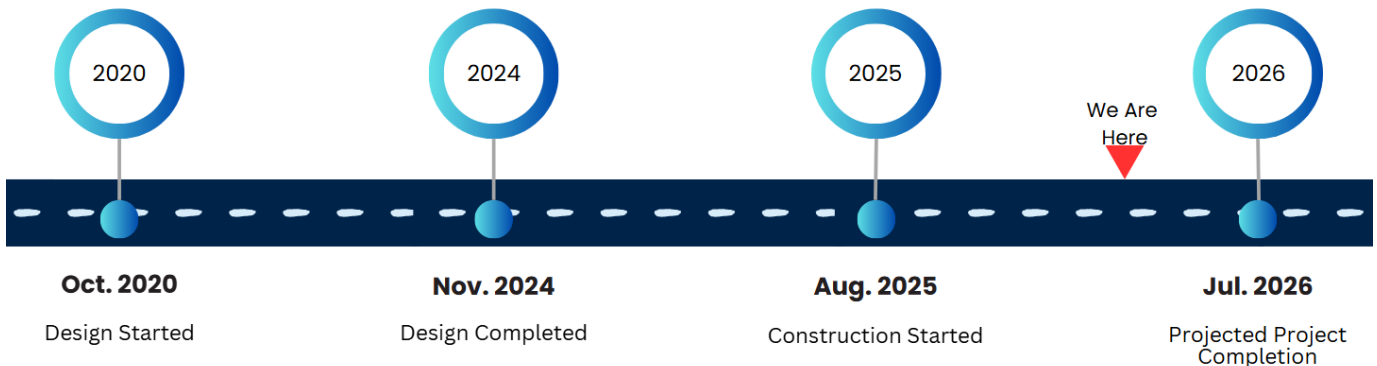 2020
2024
2025
2026
We Are
Here
Oct. 2020
Nov. 2024
Aug. 2025
Jul. 2026
Design Started
Design Completed
Construction Started
Projected Project
Completion